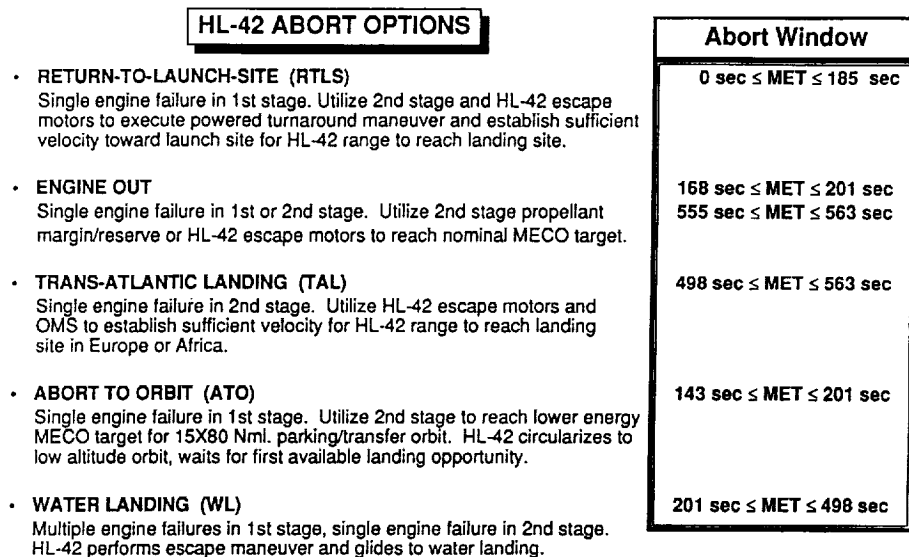 HL-42 ABORT OPTIONS
Abort Window
• RETURN-TO-LAUNCH-SITE (RTLS)
0 sec ≤ MET ≤ 185 sec
Single engine failure in 1st stage. Utilize 2nd stage and HL-42 escape
motors to execute powered turnaround maneuver and establish sufficient
velocity toward launch site for HL-42 range to reach landing site.
• ENGINE OUT
168 sec ≤ MET ≤ 201 sec
Single engine failure in 1st or 2nd stage. Utilize 2nd stage propellant
555 sec ≤ MET ≤ 563 sec
margin/reserve or HL-42 escape motors to reach nominal MECO target.
• TRANS-ATLANTIC LANDING (TAL)
498 sec ≤ MET ≤ 563 sec
Single engine failure in 2nd stage. Utilize HL-42 escape motors and
OMS to establish sufficient velocity for HL-42 range to reach landing
site in Europe or Africa.
• ABORT TO ORBIT (ATO)
143 sec ≤ MET ≤ 201 sec
Single engine failure in 1st stage. Utilize 2nd stage to reach lower energy
MECO target for 15X80 Nmi. parking/transfer orbit. HL-42 circularizes to
low altitude orbit, waits for first available landing opportunity.
• WATER LANDING (WL)
201 sec ≤ MET ≤ 498 sec
Multiple engine failures in 1st stage, single engine failure in 2nd stage.
HL-42 performs escape maneuver and glides to water landing.